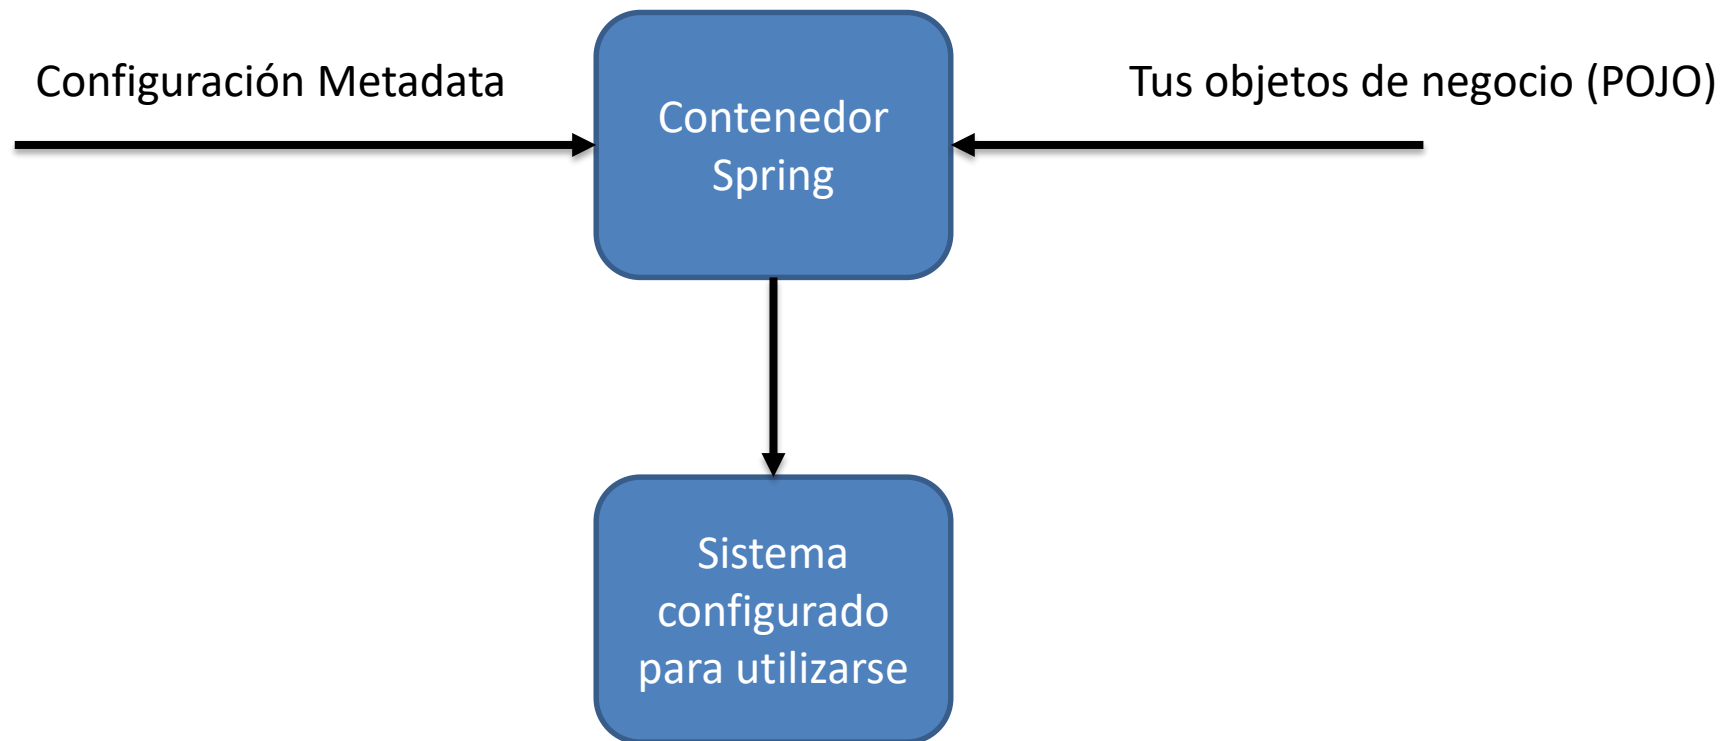 Configuración Metadata
Tus objetos de negocio (POJO)
Contenedor
Spring
Sistema
configurado
para utilizarse